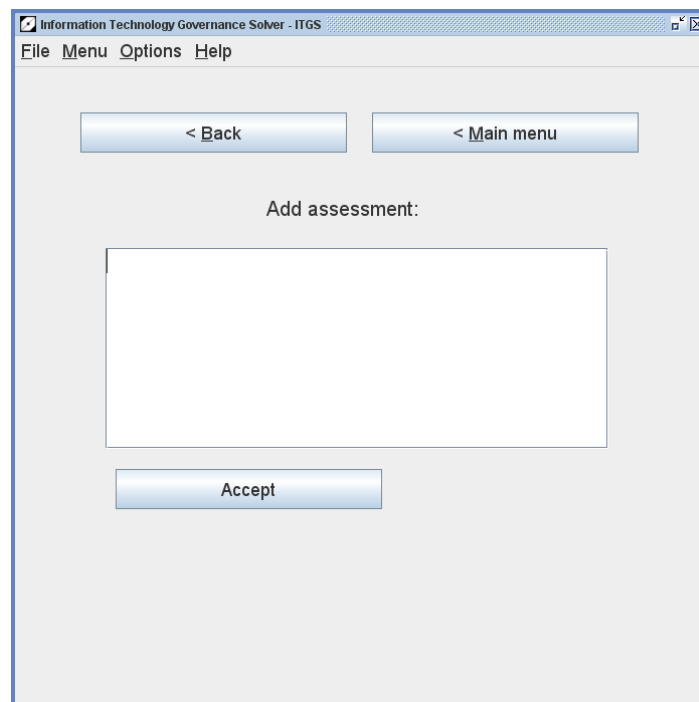 Information Technology Governance Solver - ITGS
File Menu Options Help
< Back < Main menu
Add assessment:
Accept